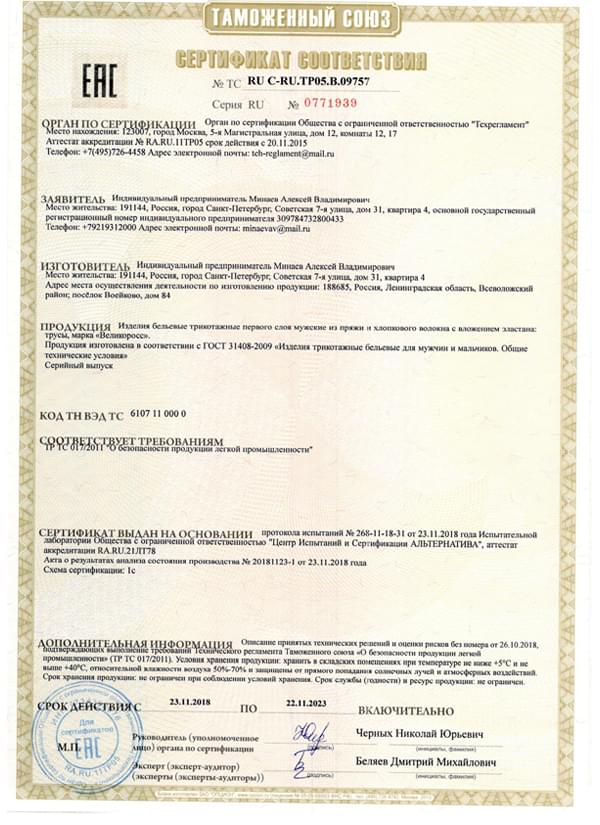 ТАМОЖЕННЫЙ СОЮЗ
СЕРТИФИКАТ СООТВЕТСТВИЯ
EAC
№ ТС RU C-RU.ТР05.В.09757
Серия RU № 0771939
ОРГАН ПО СЕРТИФИКАЦИИ Орган по сертификации Общества с ограниченной ответственностью "Техрегламент"
Место нахождения: 123007, город Москва, 5-я Магистральная улица, дом 12, комнаты 12, 17
Аттестат аккредитации № RA.RU.11ТР05 срок действия с 20.11.2015
Телефон: +7(495)726-4458 Адрес электронной почты: tch-reglament@mail.ru
ЗАЯВИТЕЛЬ Индивидуальный предприниматель Минаев Алексей Владимирович
Место жительства: 191144, Россия, город Санкт-Петербург, Советская 7-я улица, дом 31, квартира 4, основной государственный
регистрационный номер индивидуального предпринимателя 309784732800433
Телефон: +79219312000 Адрес электронной почты: minaevav@mail.ru
ИЗГОТОВИТЕЛЬ Индивидуальный предприниматель Минаев Алексей Владимирович
Место жительства: 191144, Россия, город Санкт-Петербург, Советская 7-я улица, дом 31, квартира 4
Адрес места осуществления деятельности по изготовлению продукции: 188685, Россия, Ленинградская область, Всеволожский
район; посёлок Воейково, дом 84
ПРОДУКЦИЯ Изделия бельевые трикотажные первого слоя мужские из пряжи и хлопкового волокна с вложением эластана:
трусы, марка «Великоросс».
Продукция изготовлена в соответствии с ГОСТ 31408-2009 «Изделия трикотажные бельевые для мужчин и мальчиков. Общие
технические условия»
Серийный выпуск
КОД ТН ВЭД ТС 6107 11 000 0
СООТВЕТСТВУЕТ ТРЕБОВАНИЯМ
ТР ТС 017/2011 "О безопасности продукции легкой промышленности"
СЕРТИФИКАТ ВЫДАН НА ОСНОВАНИИ протокола испытаний № 268-11-18-31 от 23.11.2018 года Испытательной
лаборатории Общества с ограниченной ответственностью "Центр Испытаний и Сертификации АЛЬТЕРНАТИВА", аттестат
аккредитации RA.RU.21ЛТ78
Акта о результатах анализа состояния производства № 20181123-1 от 23.11.2018 года
Схема сертификации: 1с
ДОПОЛНИТЕЛЬНАЯ ИНФОРМАЦИЯ Описание принятых технических решений и оценки рисков без номера от 26.10.2018,
подтверждающих выполнение требований Технического регламента Таможенного союза «О безопасности продукции легкой
промышленности» (ТР ТС 017/2011). Условия хранения продукции: хранить в складских помещениях при температуре не ниже +5°С и не
выше +40°С, относительной влажности воздуха 50%-70% и защищены от прямого попадания солнечных лучей и атмосферных воздействий.
Срок хранения продукции: не ограничен при соблюдении условий хранения. Срок службы (годности) и ресурс продукции: не ограничен.
СРОК ДЕЙСТВИЯ С 23.11.2018 ПО 22.11.2023 ВКЛЮЧИТЕЛЬНО
Для
сертификатов
EAC
RA.RU.11ТР05
М.П.
Руководитель (уполномоченное
лицо) органа по сертификации
(подпись)
Черных Николай Юрьевич
(инициалы, фамилия)
Эксперт (эксперт-аудитор)
(эксперты (эксперты-аудиторы))
(подпись)
Беляев Дмитрий Михайлович
(инициалы, фамилия)